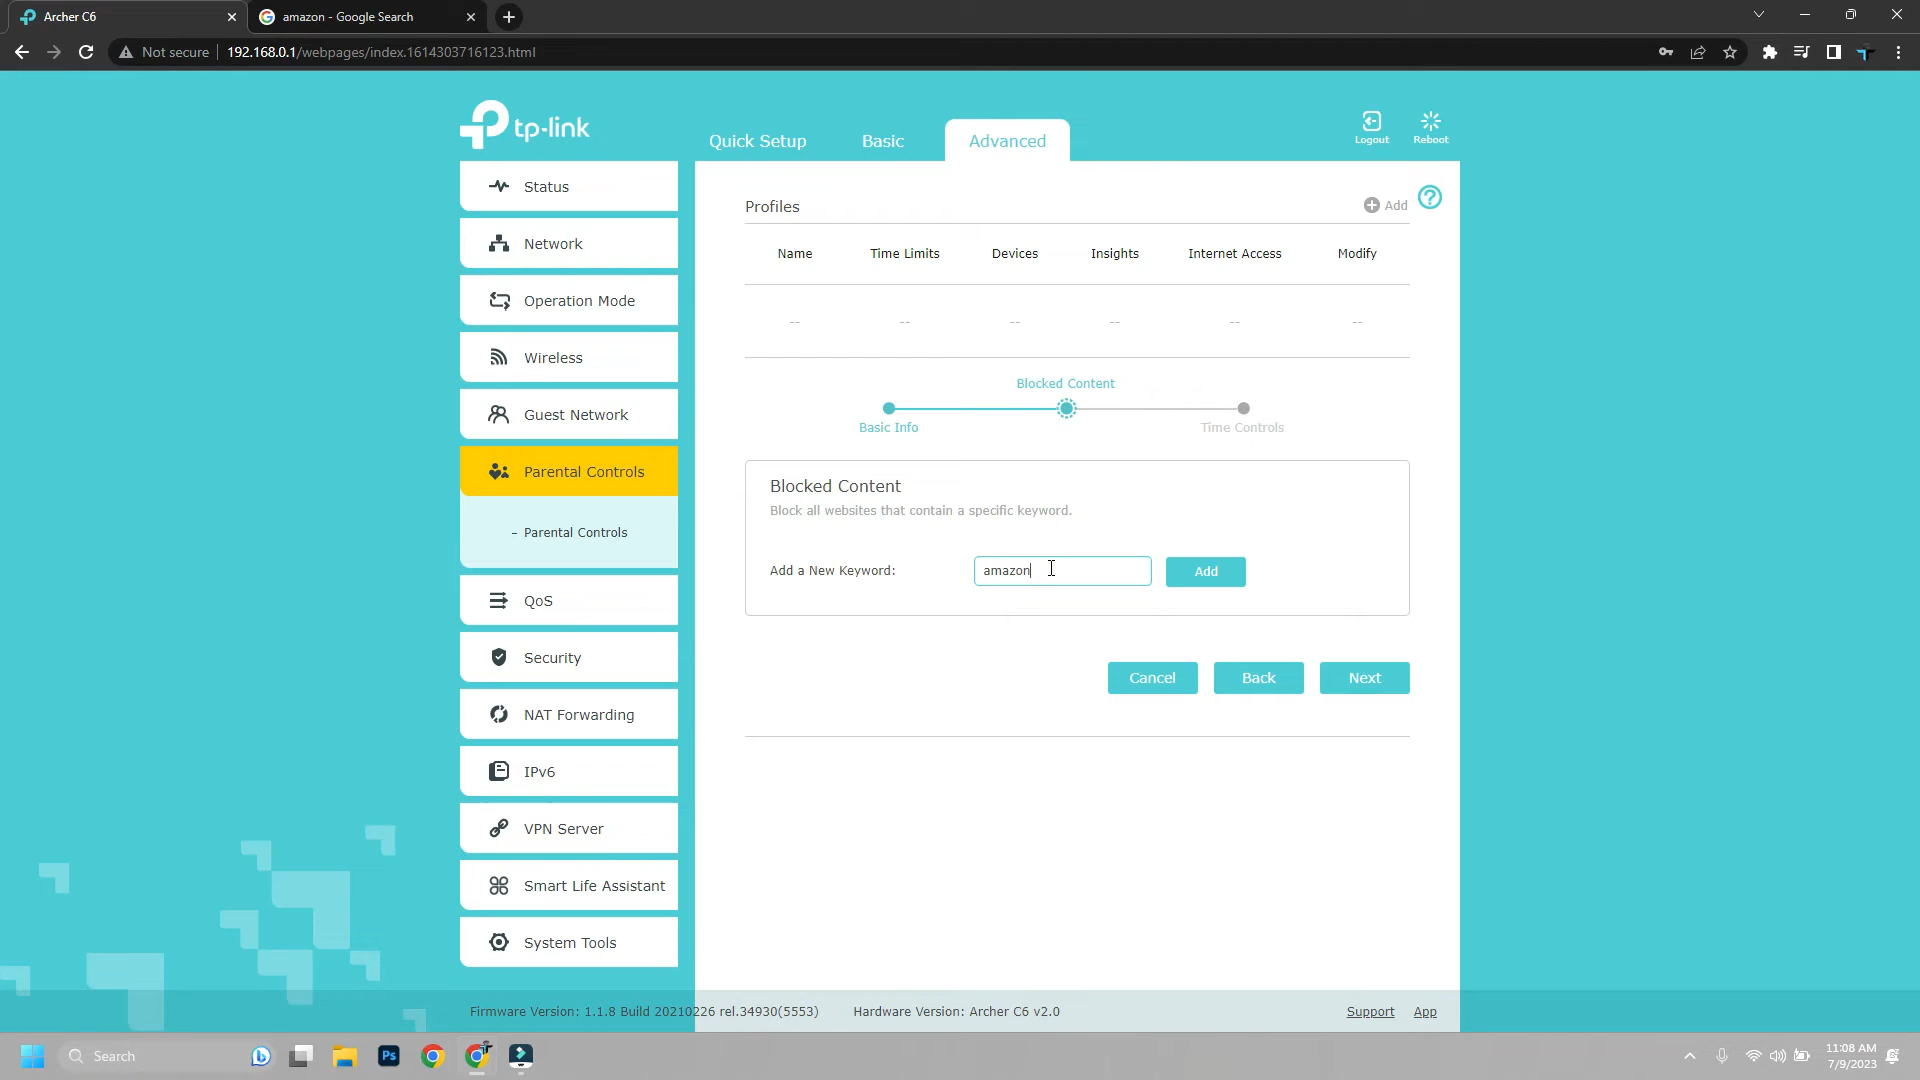 Archer C6
amazon - Google Search
Not secure
192.168.0.1/webpages/index.1614303716123.html
tp-link
Quick Setup
Basic
Advanced
Logout
Reboot
Status
Network
Operation Mode
Wireless
Guest Network
Parental Controls
- Parental Controls
QoS
Security
NAT Forwarding
IPv6
VPN Server
Smart Life Assistant
System Tools
Profiles
Add
?
Name Time Limits Devices Insights Internet Access Modify
-- -- -- -- -- --
Blocked Content
Basic Info
Time Controls
Blocked Content
Block all websites that contain a specific keyword.
Add a New Keyword:
amazon
Add
Cancel
Back
Next
Firmware Version: 1.1.8 Build 20210226 rel.34930(5553)
Hardware Version: Archer C6 v2.0
Support
App
Search
Ps
11:08 AM
7/9/2023